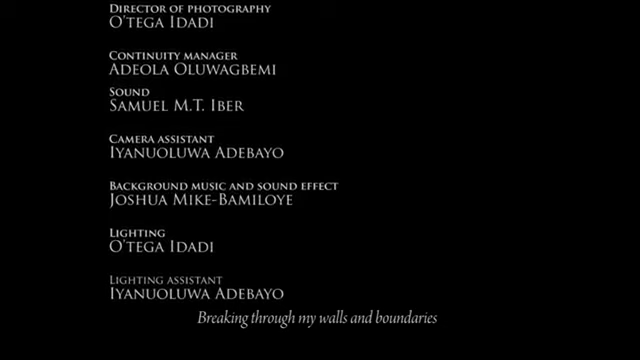 Director of photography
O'tega Idadi
Continuity manager
Adeola Oluwagbemi
Sound
Samuel M.T. Iber
Camera assistant
Iyanuoluwa Adebayo
Background music and sound effect
Joshua Mike-Bamiloye
Lighting
O'tega Idadi
Lighting assistant
Iyanuoluwa Adebayo
Breaking through my walls and boundaries